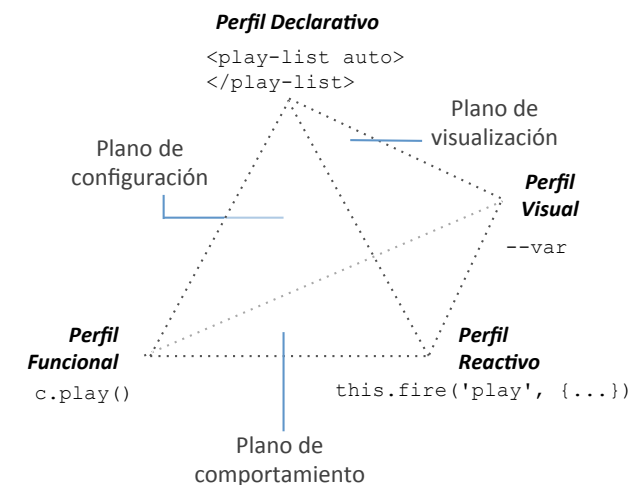 Perfil Declarativo
<play-list auto>
</play-list>
Plano de
visualización
Plano de
configuración
Perfil
Visual
--var
Perfil
Funcional
c.play()
Perfil
Reactivo
this.fire('play', {...})
Plano de
comportamiento